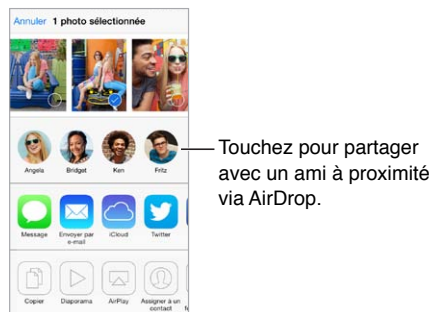 Annuler 1 photo sélectionnée
Angela Bridget Ken Fritz
Touchez pour partager
avec un ami à proximité
via AirDrop.
Message Envoyer par iCloud Twitter
e-mail
Copier Diaporama AirPlay Assigner à un
contact